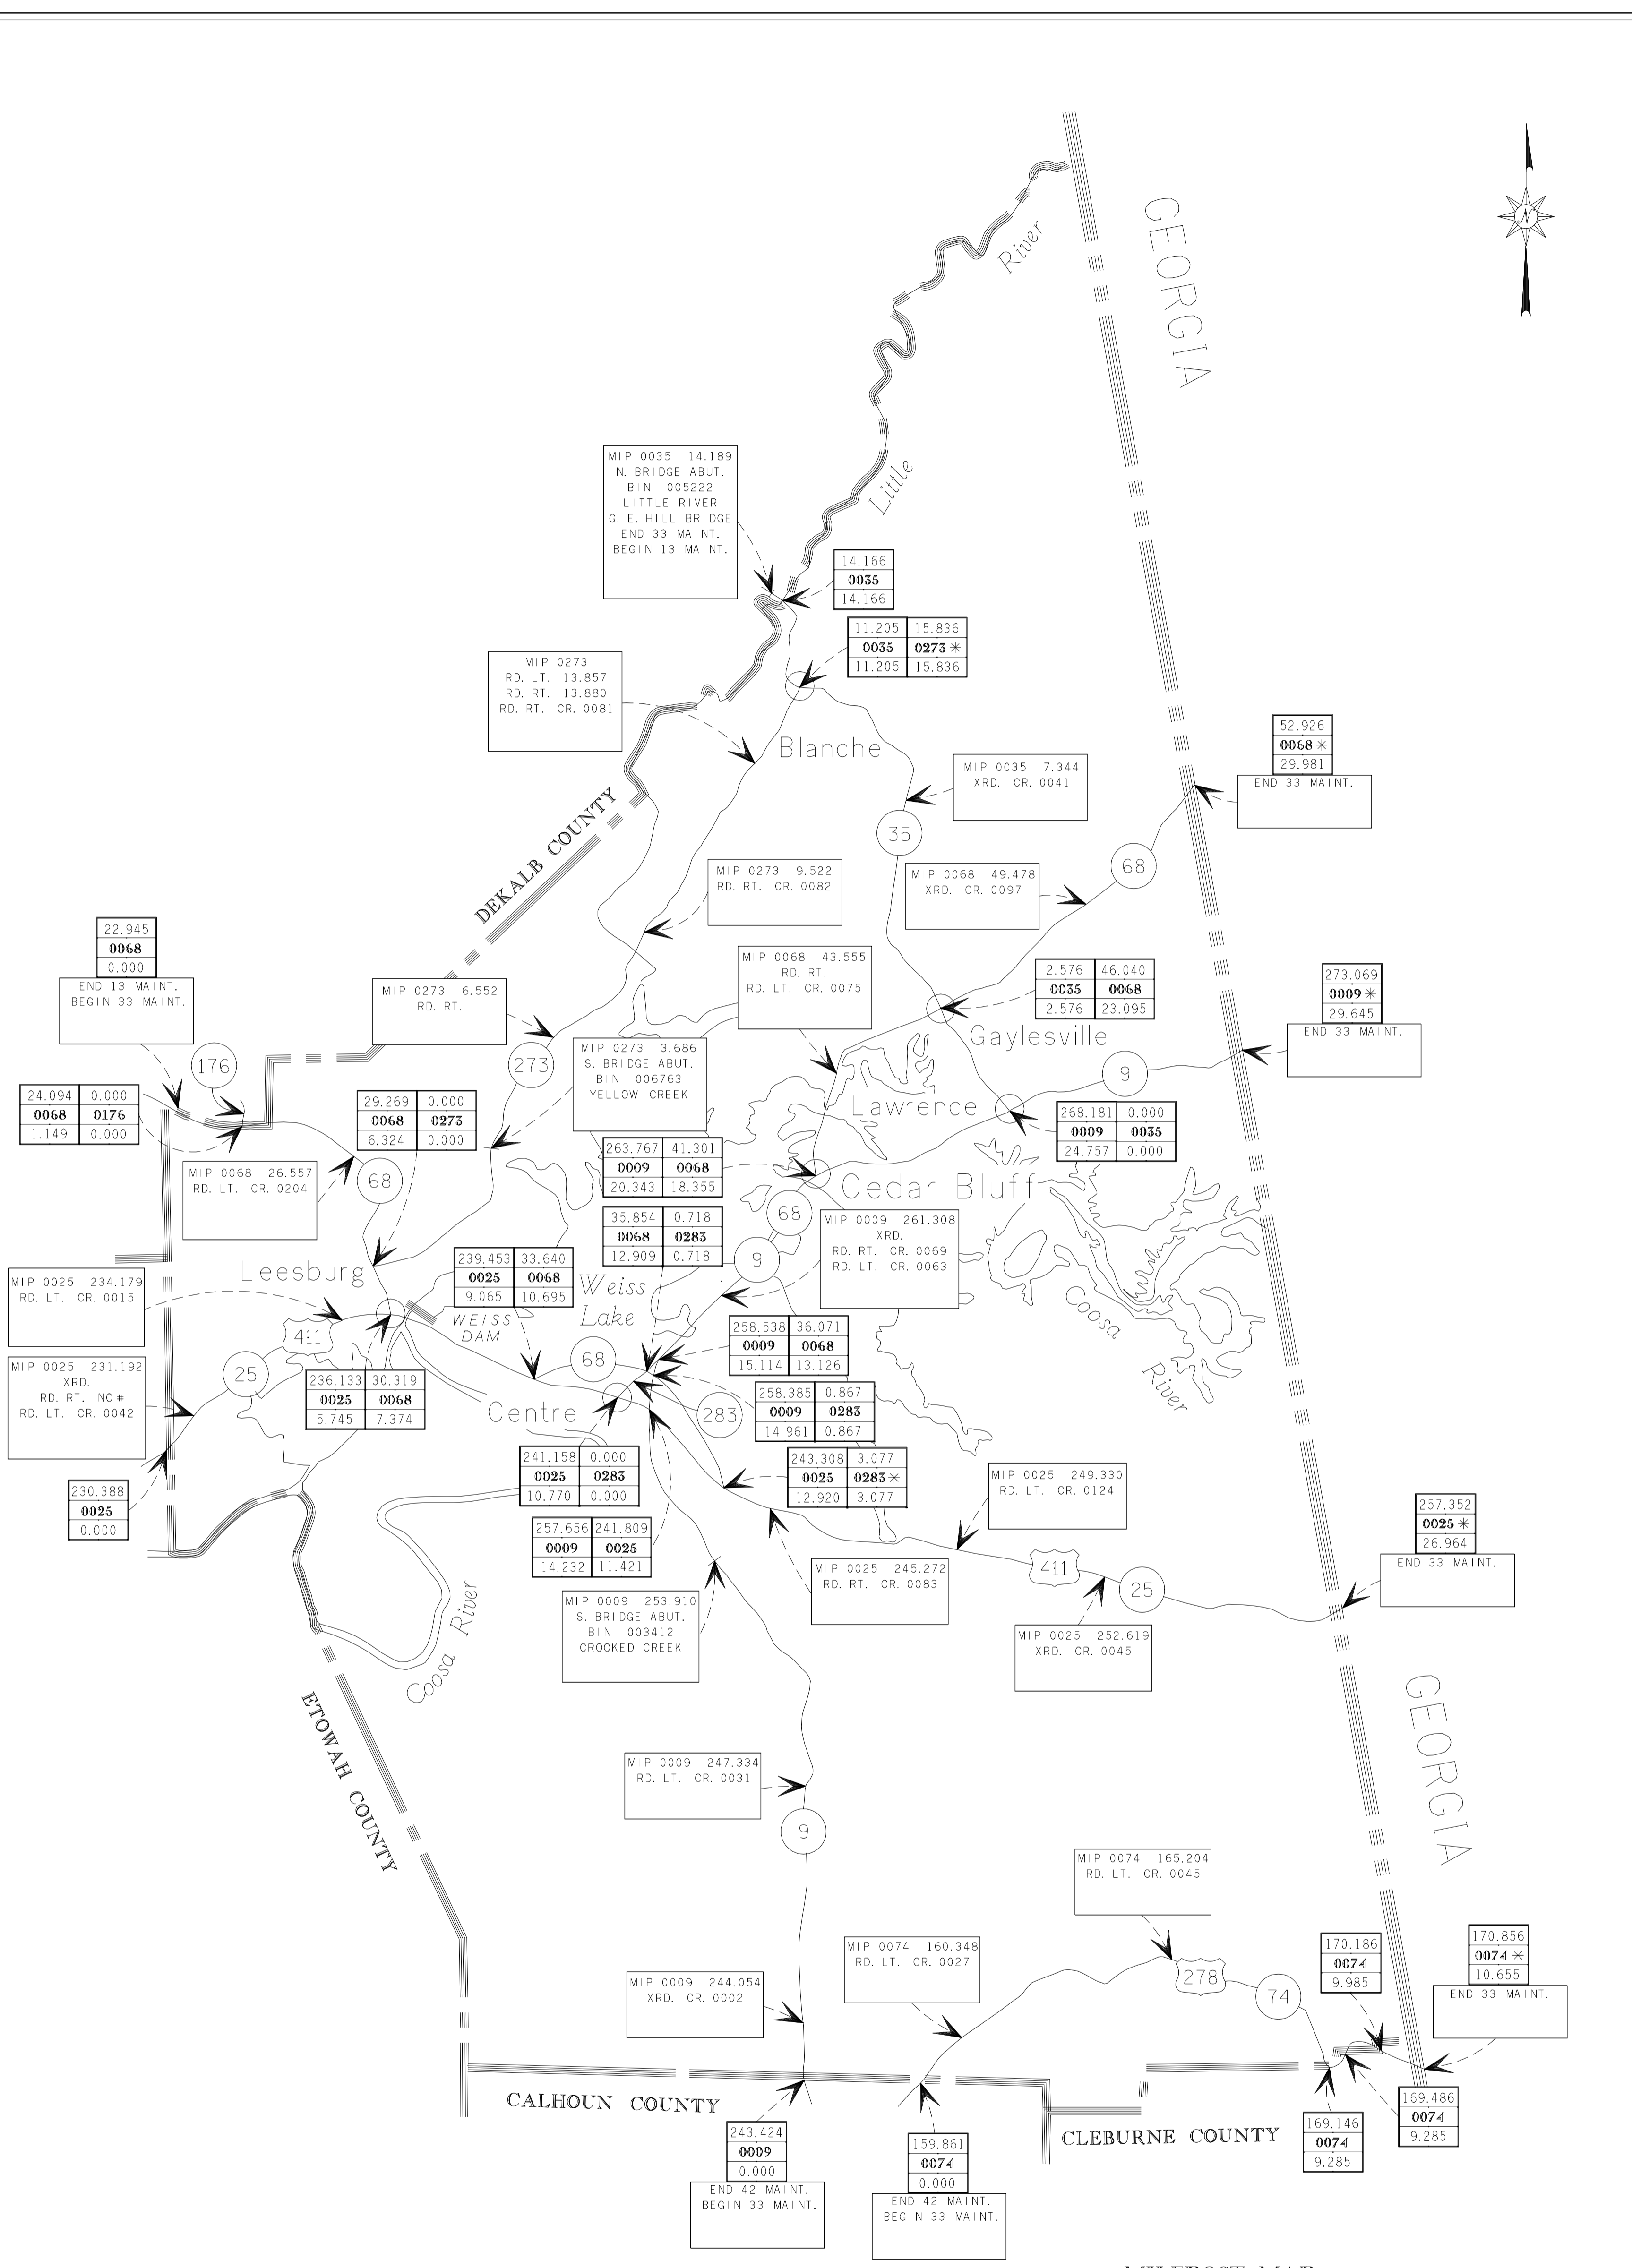 N
GEORGIA
River
Little
MIP 0035 14.189
N. BRIDGE ABUT.
BIN 005222
LITTLE RIVER
G. E. HILL BRIDGE
END 33 MAINT.
BEGIN 13 MAINT.
14.166
0035
14.166
11.205 15.836
0035 0273 *
11.205 15.836
MIP 0273
RD. LT. 13.857
RD. RT. 13.880
RD. RT. CR. 0081
Blanche
52.926
0068 *
29.981
END 33 MAINT.
MIP 0035 7.344
XRD. CR. 0041
35
68
DEKALB COUNTY
MIP 0273 9.522
RD. RT. CR. 0082
MIP 0068 49.478
XRD. CR. 0097
22.945
0068
0.000
END 13 MAINT.
BEGIN 33 MAINT.
MIP 0273 6.552
RD. RT.
MIP 0068 43.555
RD. RT.
RD. LT. CR. 0075
2.576 46.040
0035 0068
2.576 23.095
Gaylesville
273.069
0009 *
29.645
END 33 MAINT.
176
273
MIP 0273 3.686
S. BRIDGE ABUT.
BIN 006763
YELLOW CREEK
9
24.094 0.000
0068 0176
1.149 0.000
29.269 0.000
0068 0273
6.324 0.000
Lawrence
268.181 0.000
0009 0035
24.757 0.000
MIP 0068 26.557
RD. LT. CR. 0204
68
263.767 41.301
0009 0068
20.343 18.355
Cedar Bluff
35.854 0.718
0068 0283
12.909 0.718
68
9
MIP 0009 261.308
XRD.
RD. RT. CR. 0069
RD. LT. CR. 0063
MIP 0025 234.179
RD. LT. CR. 0015
Leesburg
239.453 33.640
0025 0068
9.065 10.695
Weiss
Lake
WEISS
DAM
Coosa
River
411
25
68
258.538 36.071
0009 0068
15.114 13.126
MIP 0025 231.192
XRD.
RD. RT. NO #
RD. LT. CR. 0042
236.133 30.319
0025 0068
5.745 7.374
Centre
283
258.385 0.867
0009 0283
14.961 0.867
241.158 0.000
0025 0283
10.770 0.000
243.308 3.077
0025 0283 *
12.920 3.077
230.388
0025
0.000
MIP 0025 249.330
RD. LT. CR. 0124
257.352
0025 *
26.964
END 33 MAINT.
257.656 241.809
0009 0025
14.232 11.421
MIP 0025 245.272
RD. RT. CR. 0083
411
25
MIP 0009 253.910
S. BRIDGE ABUT.
BIN 003412
CROOKED CREEK
MIP 0025 252.619
XRD. CR. 0045
Coosa River
ETOWAH COUNTY
GEORGIA
MIP 0009 247.334
RD. LT. CR. 0031
9
MIP 0074 165.204
RD. LT. CR. 0045
MIP 0074 160.348
RD. LT. CR. 0027
MIP 0009 244.054
XRD. CR. 0002
278
74
170.186
0074
9.985
170.856
0074 *
10.655
END 33 MAINT.
CALHOUN COUNTY
CLEBURNE COUNTY
169.486
0074
9.285
169.146
0074
9.285
243.424
0009
0.000
END 42 MAINT.
BEGIN 33 MAINT.
159.861
0074
0.000
END 42 MAINT.
BEGIN 33 MAINT.
MILEPOST MAP